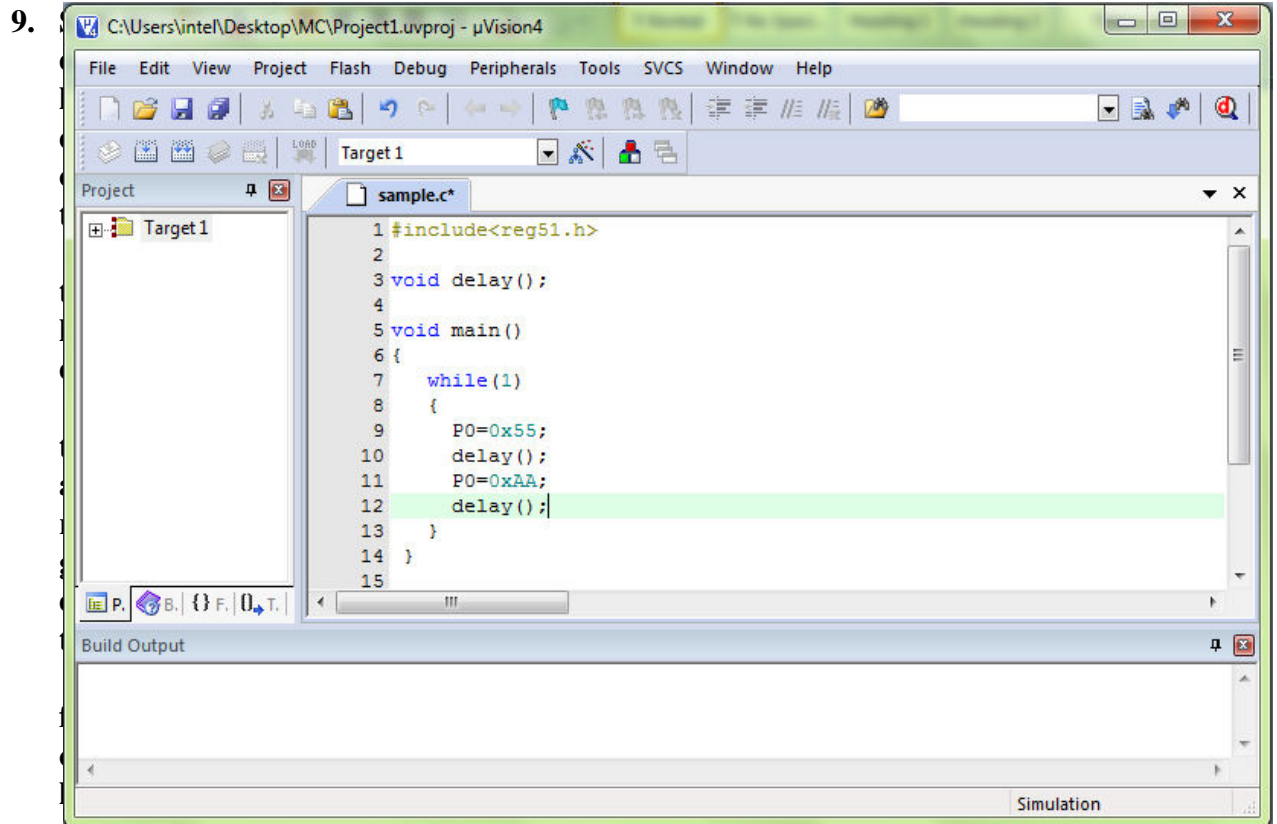 9.
C:\Users\intel\Desktop\MC\Project1.uvproj - µVision4
File Edit View Project Flash Debug Peripherals Tools SVCS Window Help
LOAD Target 1
Project
sample.c*
Target 1
1 #include<reg51.h>
2
3 void delay();
4
5 void main()
6 {
7 while(1)
8 {
9 P0=0x55;
10 delay();
11 P0=0xAA;
12 delay();
13 }
14 }
15
P. B. {} F. 0 T.
Build Output
Simulation